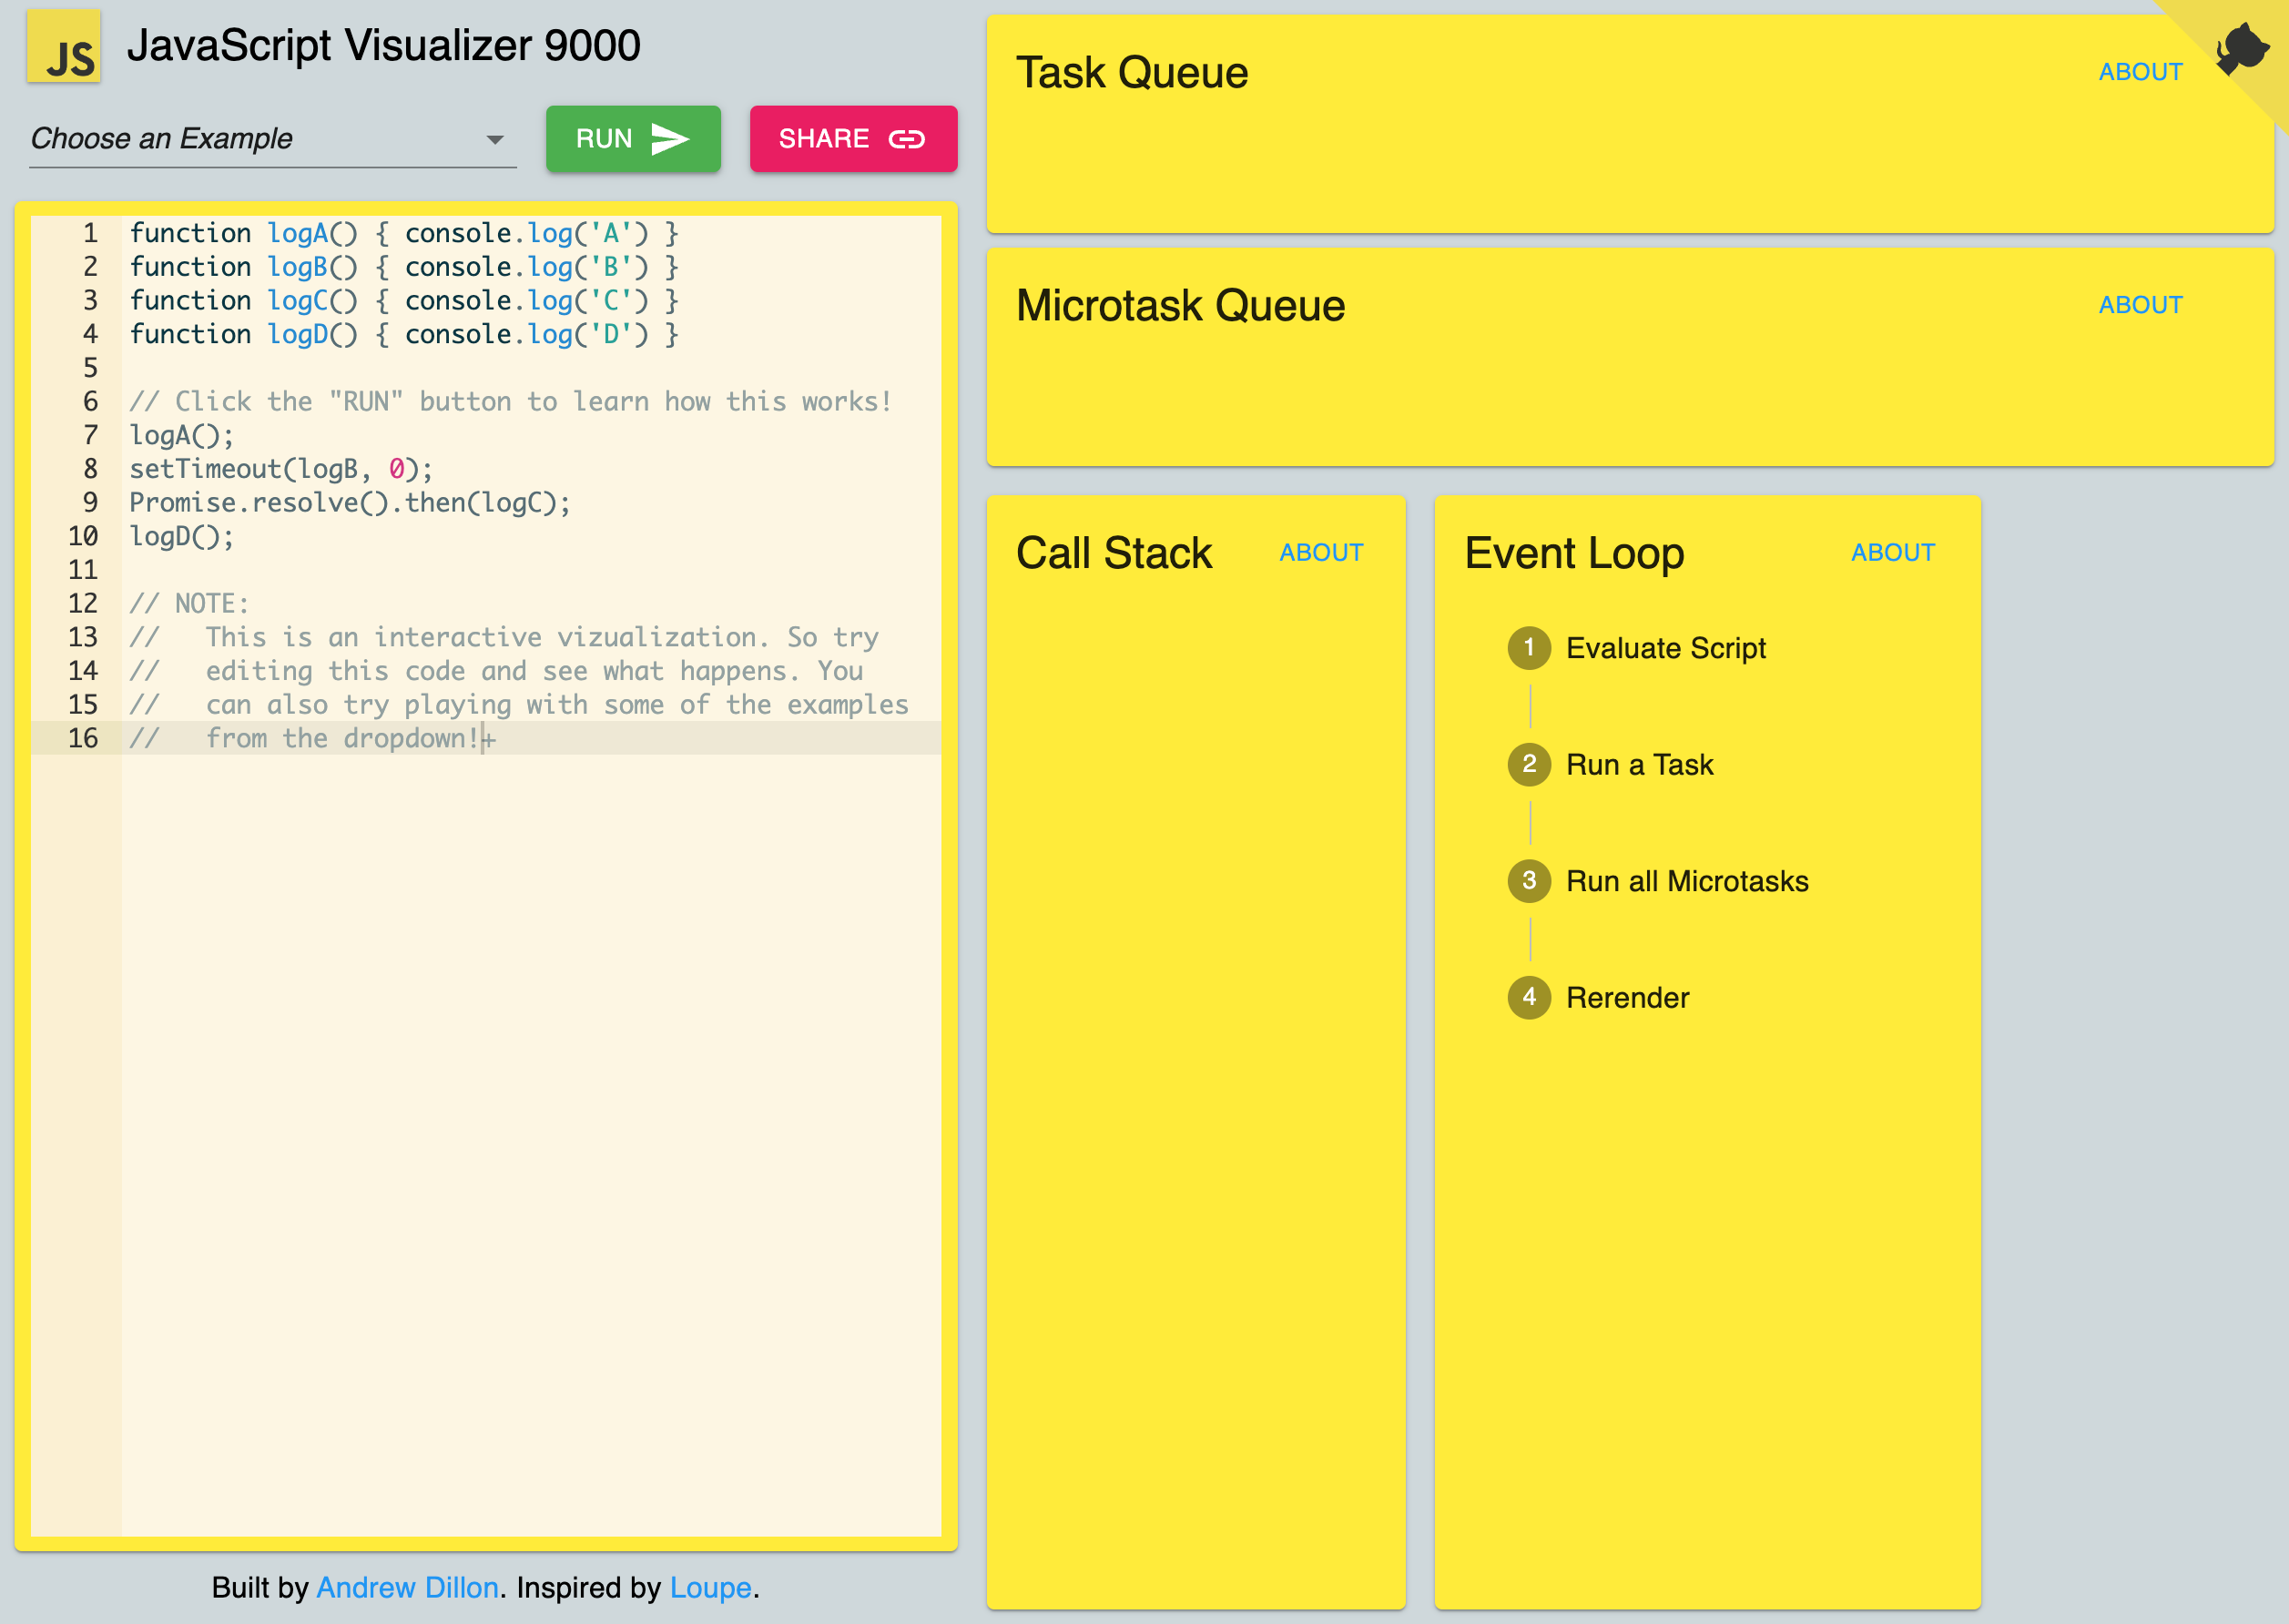 JS JavaScript Visualizer 9000
Choose an Example
RUN
SHARE
1 function logA() { console.log('A') }
2 function logB() { console.log('B') }
3 function logC() { console.log('C') }
4 function logD() { console.log('D') }
5
6 // Click the "RUN" button to learn how this works!
7 logA();
8 setTimeout(logB, 0);
9 Promise.resolve().then(logC);
10 logD();
11
12 // NOTE:
13 //   This is an interactive vizualization. So try
14 //   editing this code and see what happens. You
15 //   can also try playing with some of the examples
16 //   from the dropdown!+
Built by Andrew Dillon. Inspired by Loupe.
Task Queue
ABOUT
Microtask Queue
ABOUT
Call Stack
ABOUT
Event Loop
ABOUT
1 Evaluate Script
2 Run a Task
3 Run all Microtasks
4 Rerender